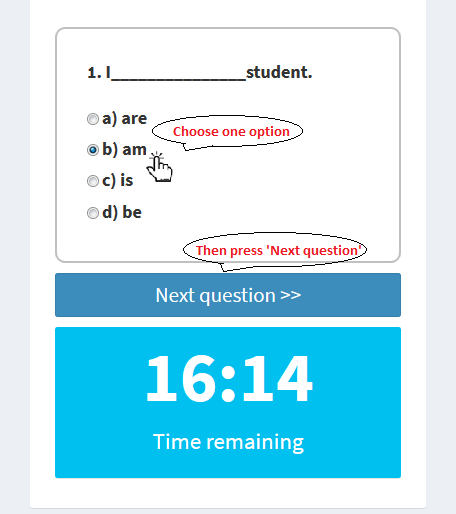 1. I_______________student.
a) are
Choose one option
b) am
c) is
d) be
Then press 'Next question'
Next question >>
16:14
Time remaining